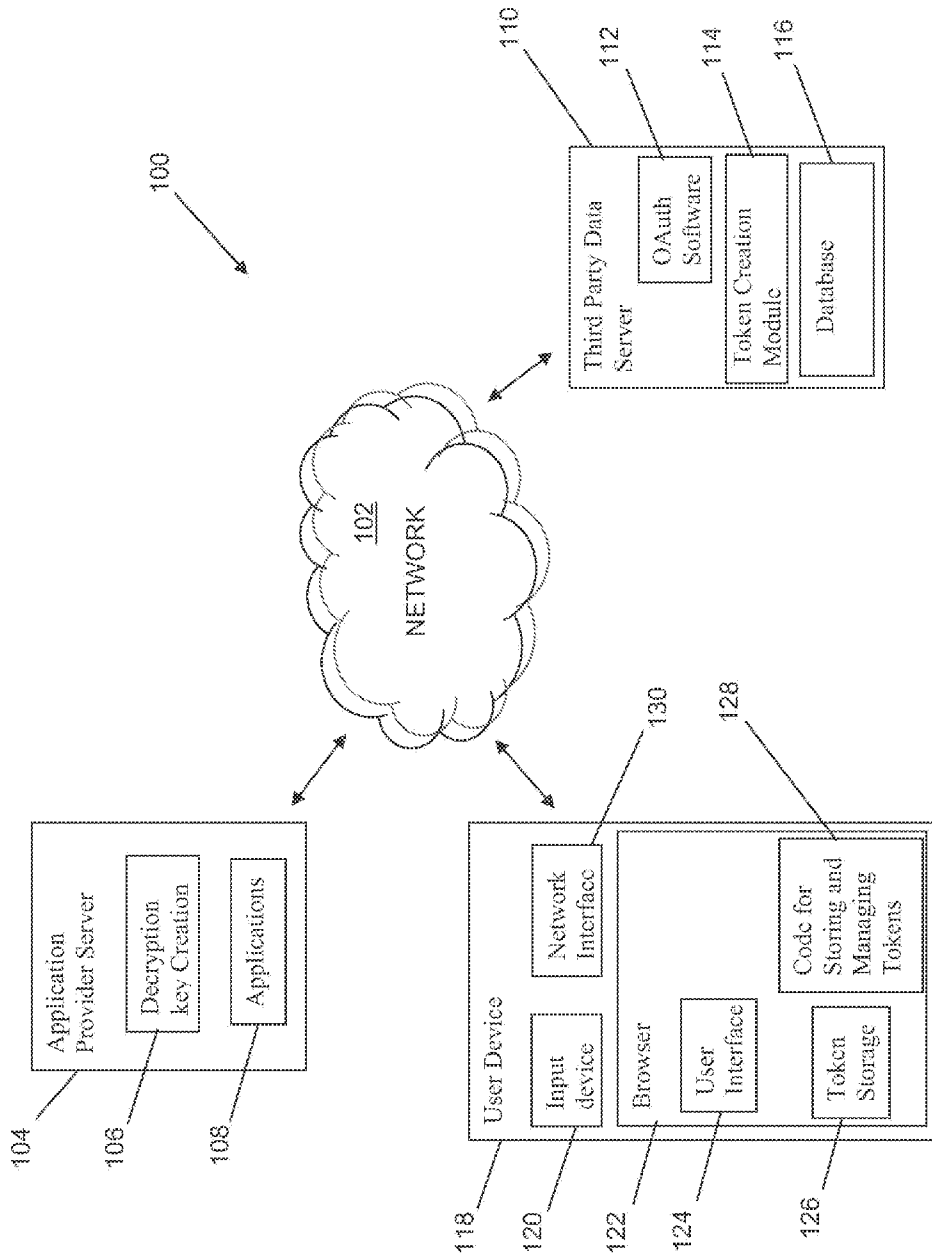 100
Application
Provider Server
Decryption
key Creation
Applications
104
106
108
102
NETWORK
Third Party Data
Server
OAuth
Software
Token Creation
Module
Database
110
112
114
116
User Device
Input
device
Network
Interface
Browser
User
Interface
Token
Storage
Code for
Storing and
Managing
Tokens
118
120
122
124
126
130
128